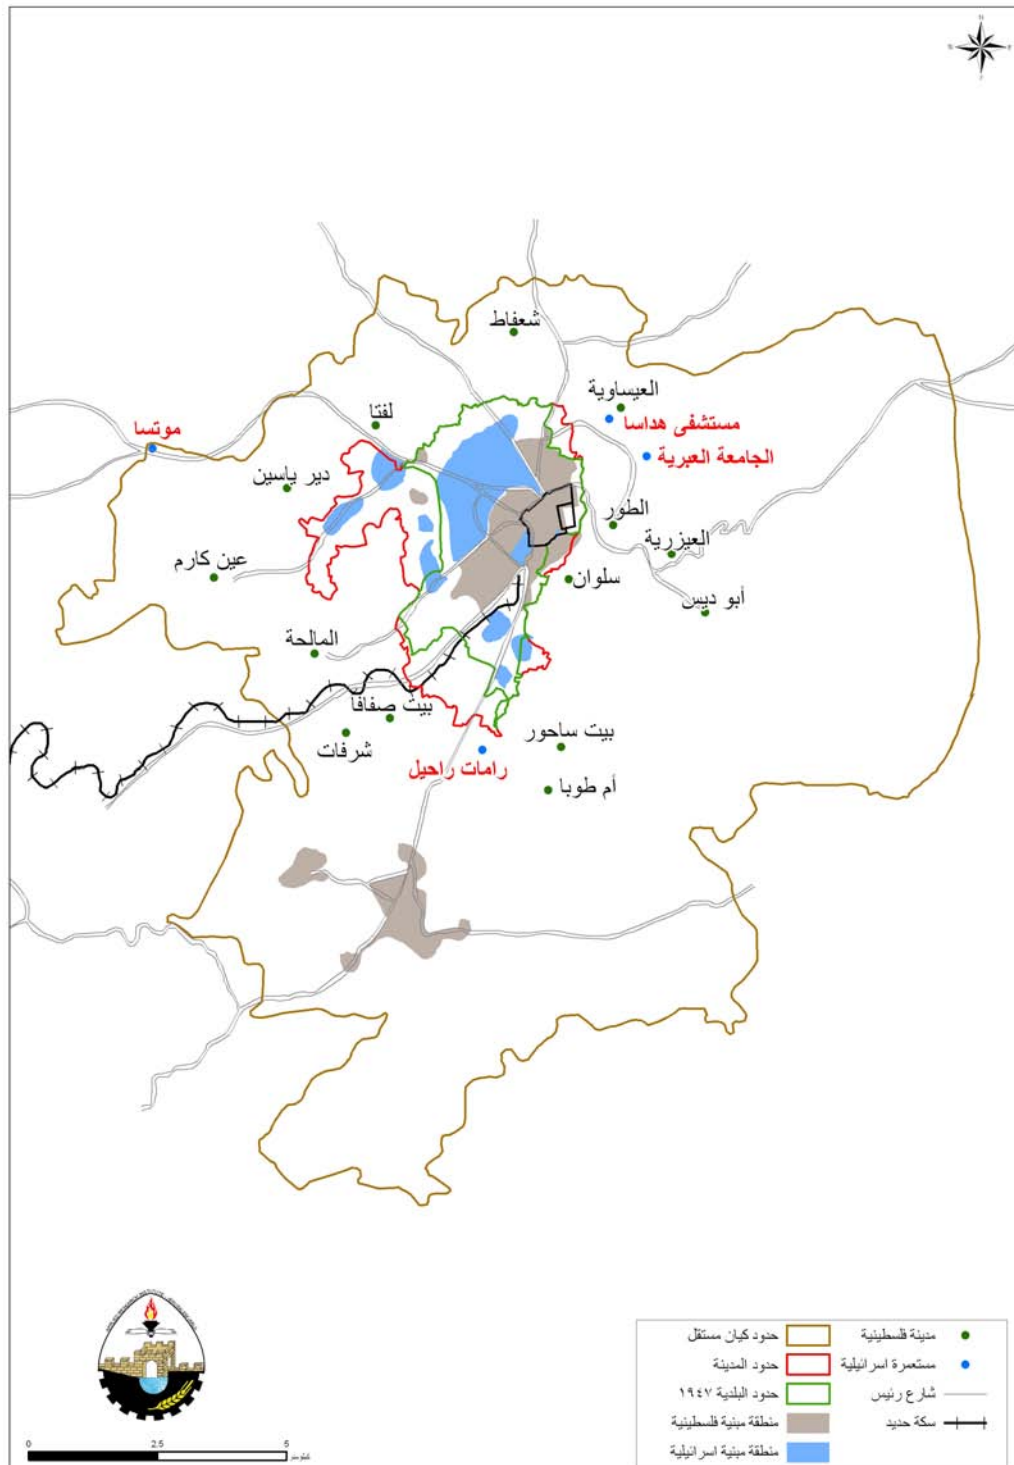 N
شعفاط
العيساوية
مستشفى هداسا
لفتا
موتسا
الجامعة العبرية
دير ياسين
الطور
العيزرية
عين كارم
سلوان
أبو ديس
المالحة
بيت صفافا
شرفات
بيت ساحور
رامات راحيل
أم طوبا
مدينة فلسطينية
حدود كيان مستقل
مستعمرة اسرائيلية
حدود المدينة
شارع رئيس
حدود البلدية ١٩٤٧
سكة حديد
منطقة مبنية فلسطينية
منطقة مبنية اسرائيلية
0 2.5 5
كيلومتر